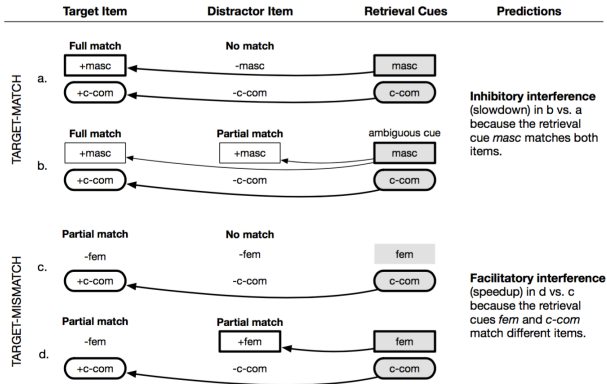 Target Item Distractor Item Retrieval Cues Predictions
TARGET-MATCH
a.
Full match No match
+masc -masc masc
+c-com -c-com c-com
b.
Full match Partial match ambiguous cue
+masc +masc masc
+c-com -c-com c-com
Inhibitory interference
(slowdown) in b vs. a
because the retrieval
cue masc matches both
items.
TARGET-MISMATCH
c.
Partial match No match
-fem -fem fem
+c-com -c-com c-com
d.
Partial match Partial match
-fem +fem fem
+c-com -c-com c-com
Facilitatory interference
(speedup) in d vs. c
because the retrieval
cues fem and c-com
match different items.